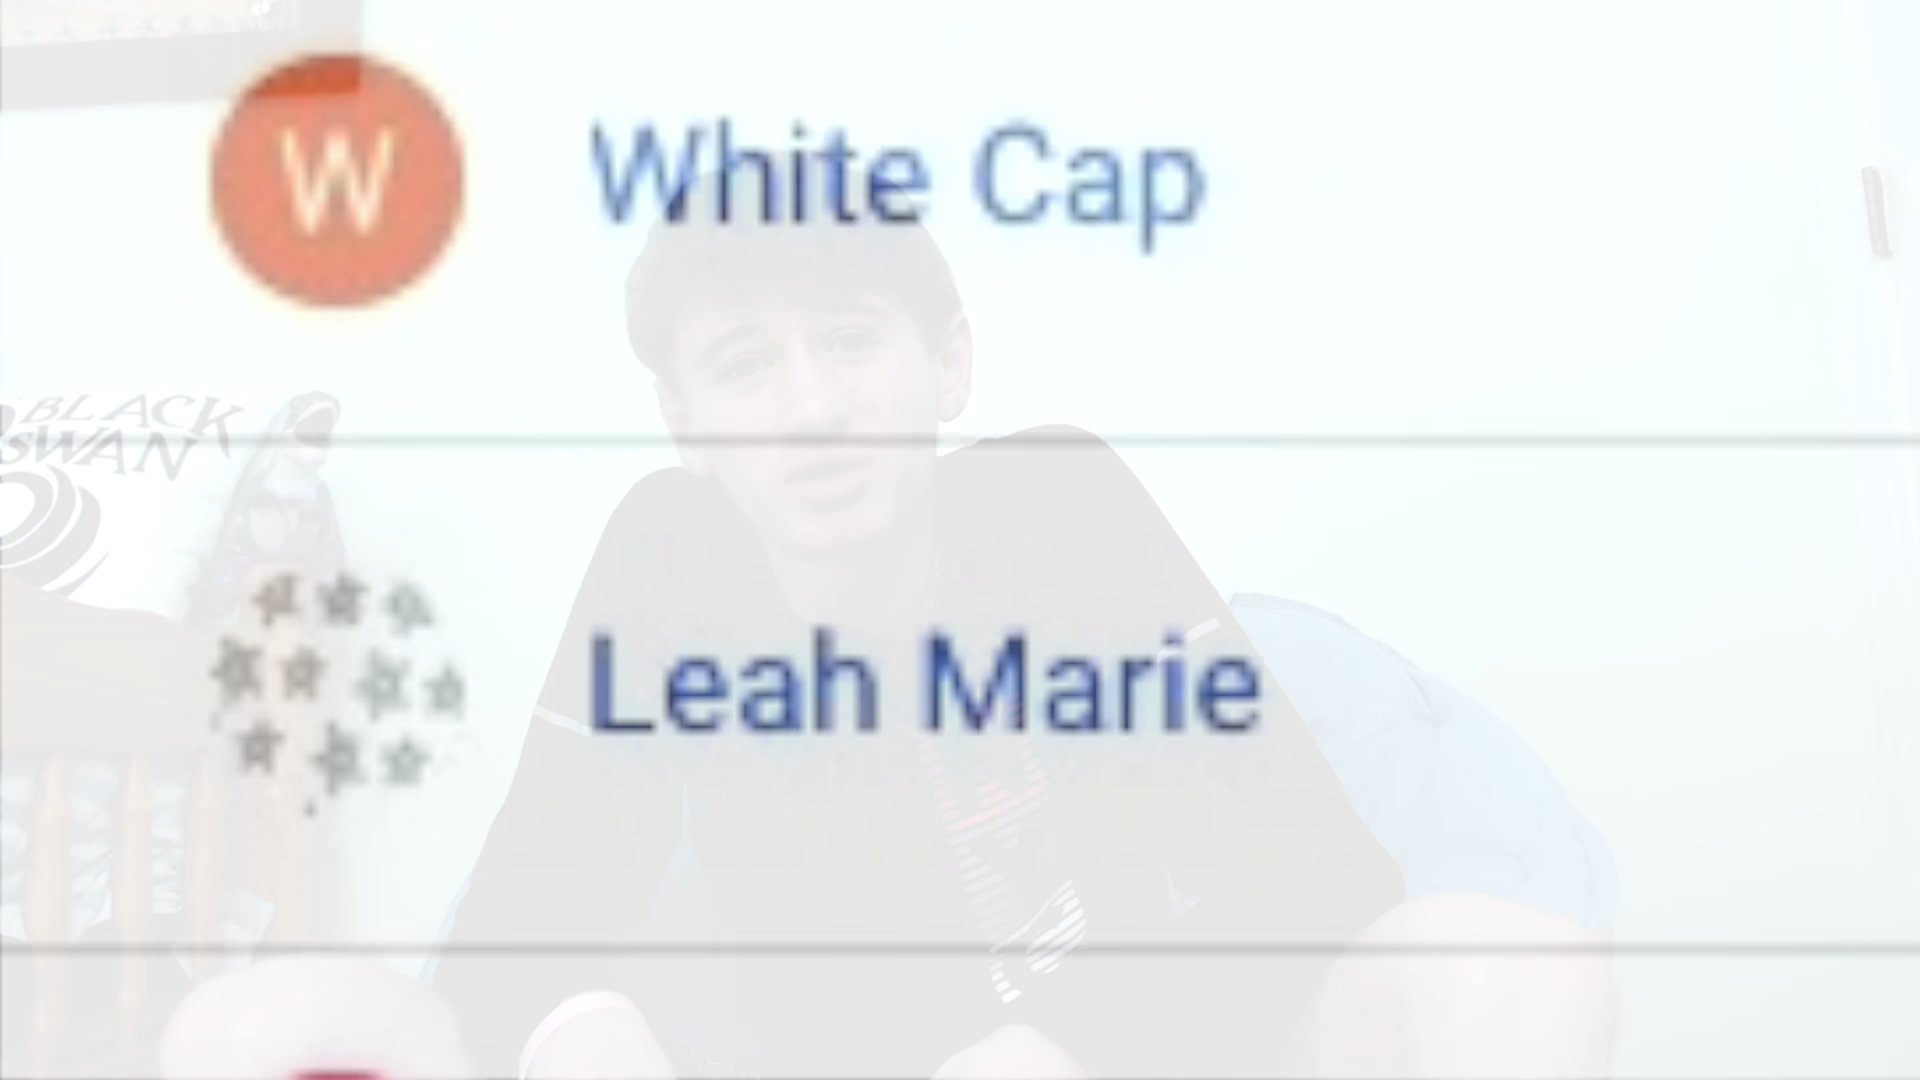 W
White Cap
BLACK
SWAN
Leah Marie